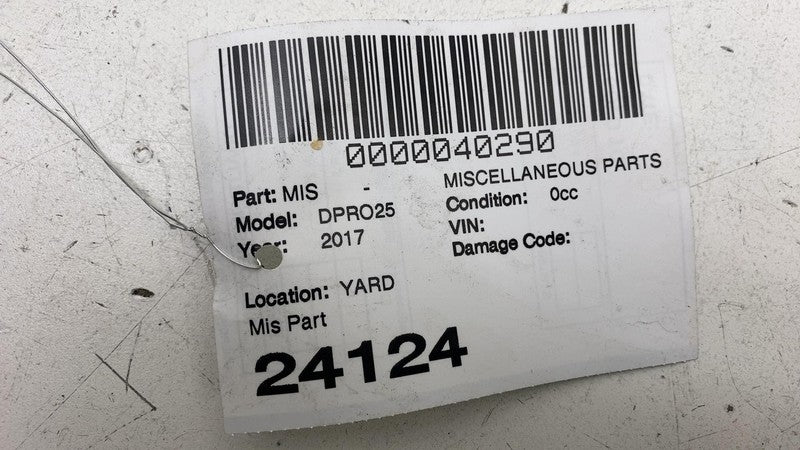 0000040290
Part: MIS - MISCELLANEOUS PARTS
Model: DPRO25 Condition: 0cc
Year: 2017 VIN:
Damage Code:
Location: YARD
Mis Part
24124